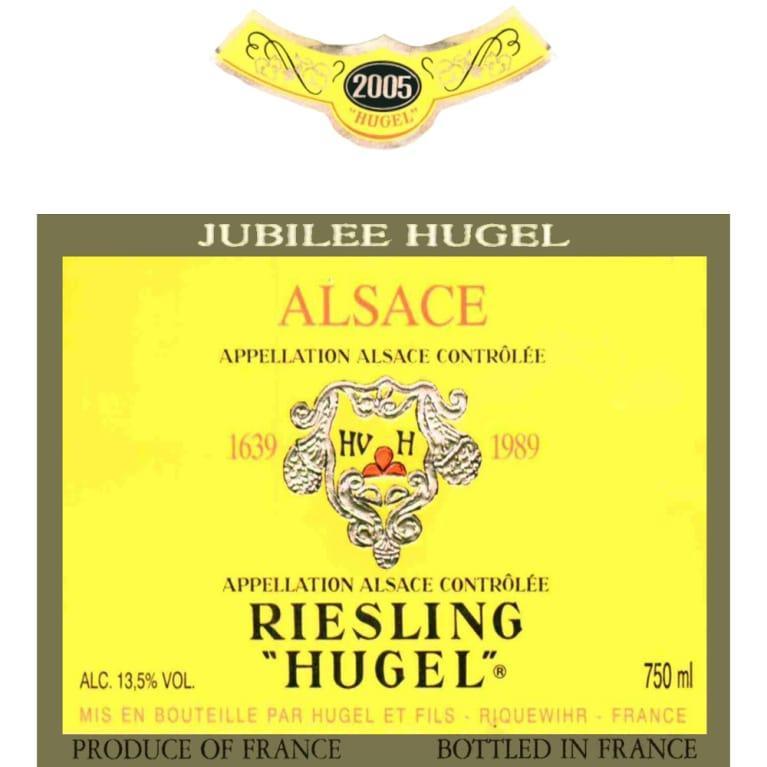 2005
"HUGEL"
JUBILEE HUGEL
ALSACE
APPELLATION ALSACE CONTRÔLÉE
1639 HV H 1989
APPELLATION ALSACE CONTRÔLÉE
RIESLING
"HUGEL"®
ALC. 13,5% VOL. 750 ml
MIS EN BOUTEILLE PAR HUGEL ET FILS - RIQUEWIHR - FRANCE
PRODUCE OF FRANCE BOTTLED IN FRANCE